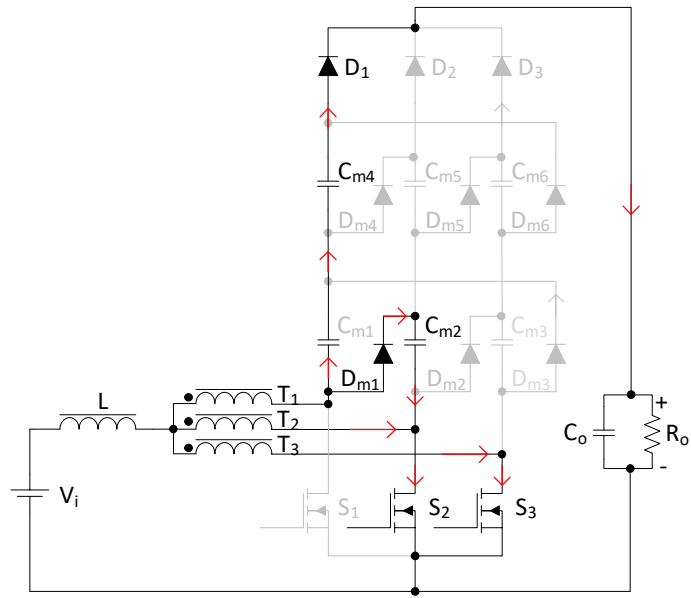 D1 D2 D3
Cm4 Cm5 Cm6
Dm4 Dm5 Dm6
Cm1 Cm2 Cm3
Dm1 Dm2 Dm3
L T1
T2
T3
Co + Ro
-
Vi S1 S2 S3